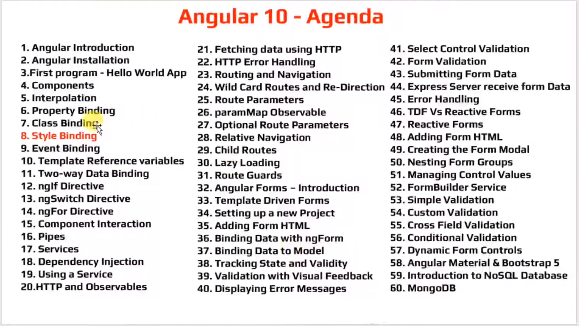 Angular 10 - Agenda
1. Angular Introduction
2. Angular Installation
3.First program - Hello World App
4. Components
5. Interpolation
6. Property Binding
7. Class Binding
8. Style Binding
9. Event Binding
10. Template Reference variables
11. Two-way Data Binding
12. ngIf Directive
13. ngSwitch Directive
14. ngFor Directive
15. Component Interaction
16. Pipes
17. Services
18. Dependency Injection
19. Using a Service
20.HTTP and Observables
21. Fetching data using HTTP
22. HTTP Error Handling
23. Routing and Navigation
24. Wild Card Routes and Re-Direction
25. Route Parameters
26. paramMap Observable
27. Optional Route Parameters
28. Relative Navigation
29. Child Routes
30. Lazy Loading
31. Route Guards
32. Angular Forms – Introduction
33. Template Driven Forms
34. Setting up a new Project
35. Adding Form HTML
36. Binding Data with ngForm
37. Binding Data to Model
38. Tracking State and Validity
39. Validation with Visual Feedback
40. Displaying Error Messages
41. Select Control Validation
42. Form Validation
43. Submitting Form Data
44. Express Server receive form Data
45. Error Handling
46. TDF Vs Reactive Forms
47. Reactive Forms
48. Adding Form HTML
49. Creating the Form Modal
50. Nesting Form Groups
51. Managing Control Values
52. FormBuilder Service
53. Simple Validation
54. Custom Validation
55. Cross Field Validation
56. Conditional Validation
57. Dynamic Form Controls
58. Angular Material & Bootstrap 5
59. Introduction to NoSQL Database
60. MongoDB